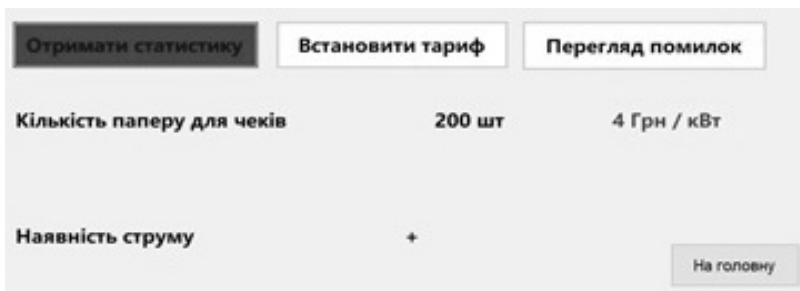 Отримати статистику Встановити тариф Перегляд помилок
Кількість паперу для чеків 200 шт 4 Грн / кВт
Наявність струму +
На головну